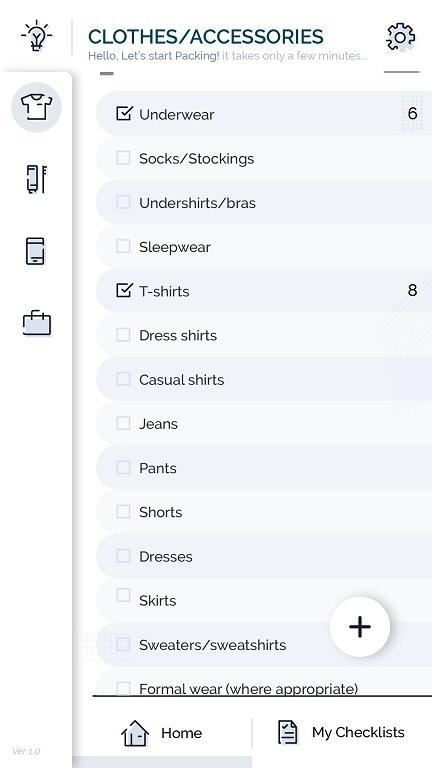 CLOTHES/ACCESSORIES
Hello, Let's start Packing! it takes only a few minutes...
Underwear 6
Socks/Stockings
Undershirts/bras
Sleepwear
T-shirts 8
Dress shirts
Casual shirts
Jeans
Pants
Shorts
Dresses
Skirts
Sweaters/sweatshirts
Formal wear (where appropriate)
Home
My Checklists
Ver 1.0